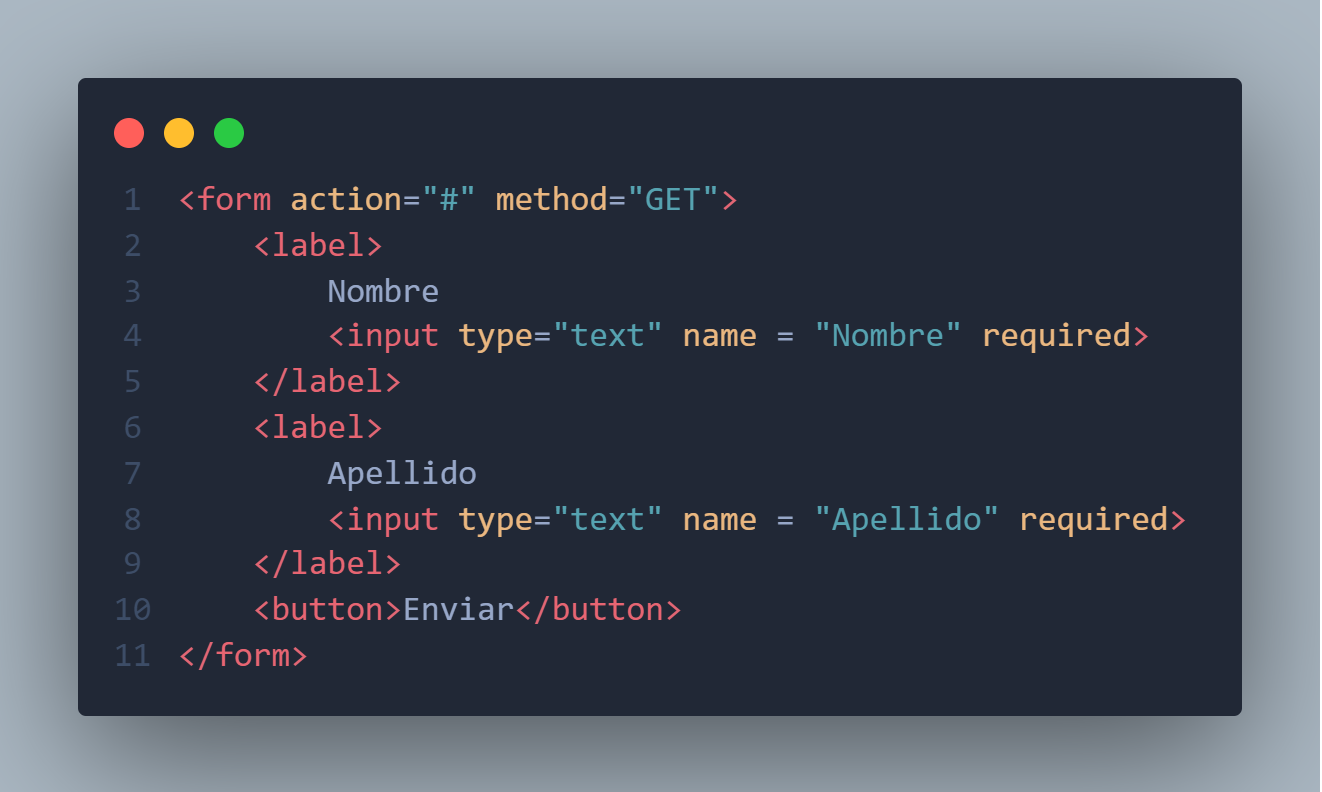 1 <form action="#" method="GET">
2     <label>
3         Nombre
4         <input type="text" name = "Nombre" required>
5     </label>
6     <label>
7         Apellido
8         <input type="text" name = "Apellido" required>
9     </label>
10     <button>Enviar</button>
11 </form>